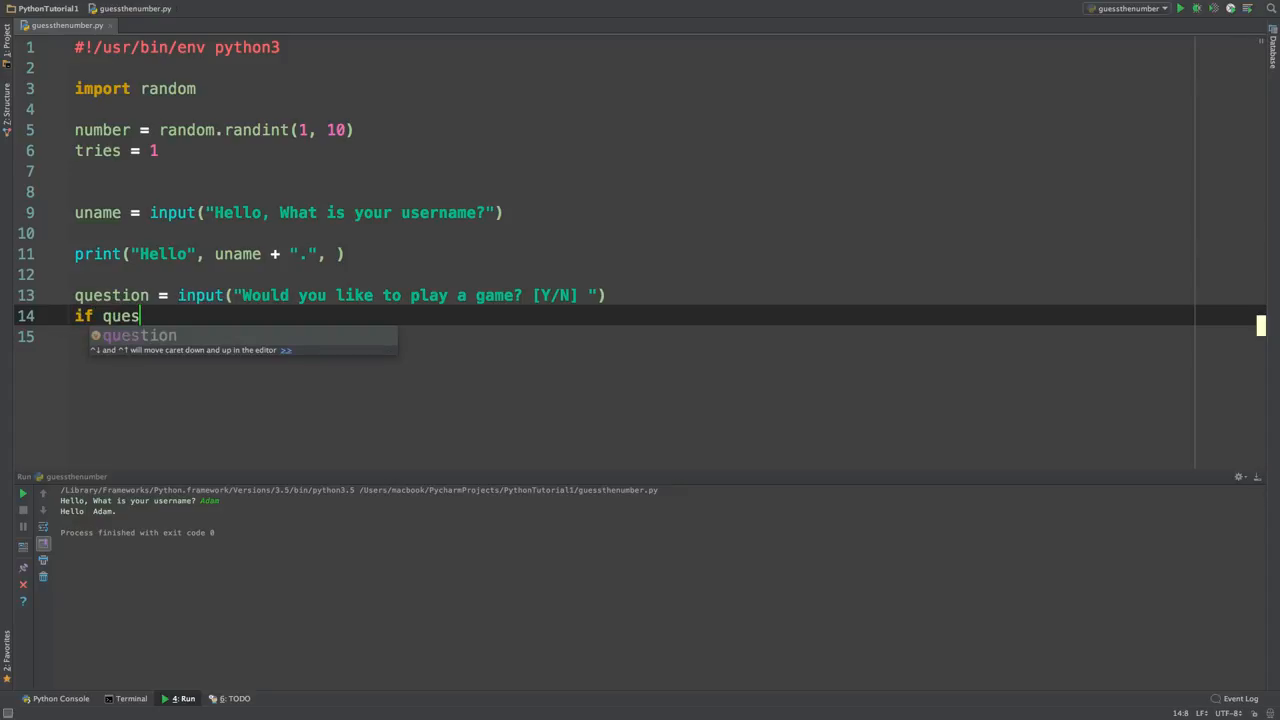 PythonTutorial1 guessthenumber.py guessthenumber
guessthenumber.py
1: Project
Z: Structure
Database
1 #!/usr/bin/env python3
2
3 import random
4
5 number = random.randint(1, 10)
6 tries = 1
7
8
9 uname = input("Hello, What is your username?")
10
11 print("Hello", uname + ".", )
12
13 question = input("Would you like to play a game? [Y/N] ")
14 if ques
question
15
^↓ and ^↑ will move caret down and up in the editor >>
Run guessthenumber
/Library/Frameworks/Python.framework/Versions/3.5/bin/python3.5 /Users/macbook/PycharmProjects/PythonTutorial1/guessthenumber.py
Hello, What is your username? Adam
Hello  Adam.
Process finished with exit code 0
2: Favorites
Python Console Terminal 4: Run 6: TODO Event Log
14:8 LF÷ UTF-8÷